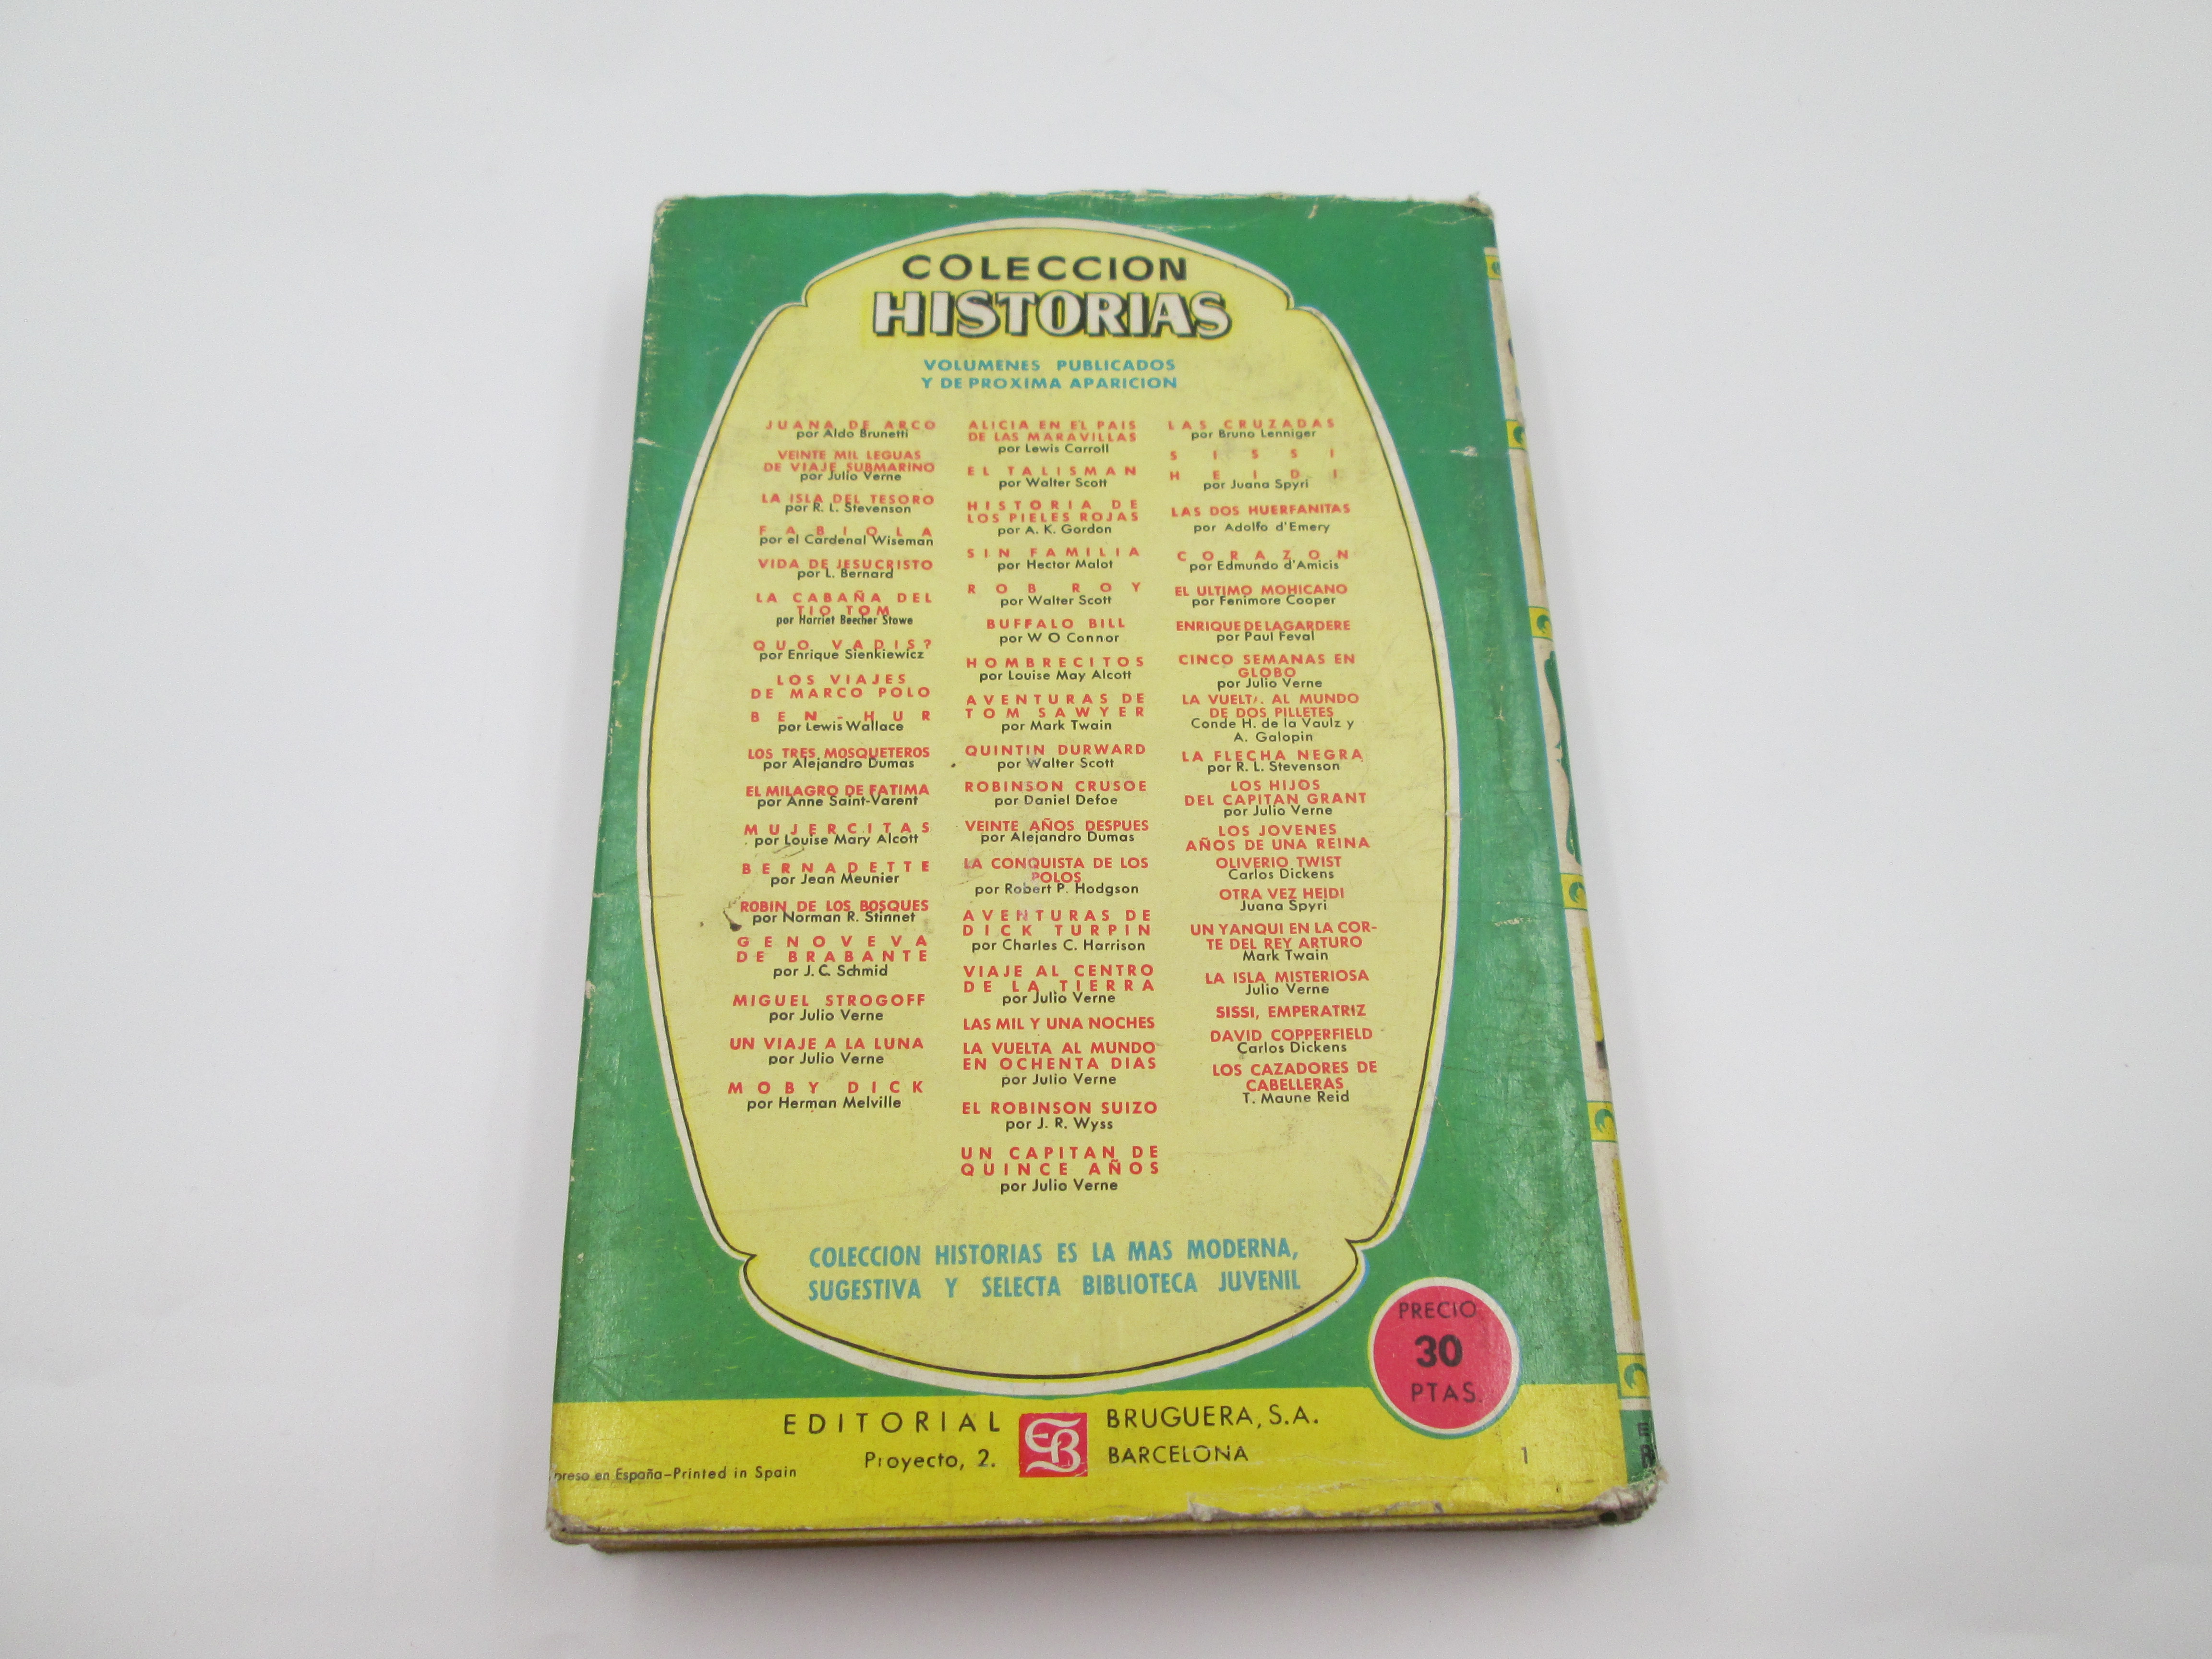 COLECCION
HISTORIAS
VOLUMENES PUBLICADOS
Y DE PROXIMA APARICION
JUANA DE ARCO
por Aldo Brunetti
VEINTE MIL LEGUAS
DE VIAJE SUBMARINO
por Julio Verne
LA ISLA DEL TESORO
por R. L. Stevenson
FABIOLA
por el Cardenal Wiseman
VIDA DE JESUCRISTO
por L. Bernard
LA CABAÑA DEL
TIO TOM
por Harriet Beecher Stowe
QUO VADIS?
por Enrique Sienkiewicz
LOS VIAJES
DE MARCO POLO
BEN-HUR
por Lewis Wallace
LOS TRES MOSQUETEROS
por Alejandro Dumas
EL MILAGRO DE FATIMA
por Anne Saint-Varent
MUJERCITAS
por Louise Mary Alcott
BERNADETTE
por Jean Meunier
ROBIN DE LOS BOSQUES
por Norman R. Stinnet
GENOVEVA
DE BRABANTE
por J. C. Schmid
MIGUEL STROGOFF
por Julio Verne
UN VIAJE A LA LUNA
por Julio Verne
MOBY DICK
por Herman Melville
ALICIA EN EL PAIS
DE LAS MARAVILLAS
por Lewis Carroll
EL TALISMAN
por Walter Scott
HISTORIA DE
LOS PIELES ROJAS
por A. K. Gordon
SIN FAMILIA
por Hector Malot
ROB ROY
por Walter Scott
BUFFALO BILL
por W O Connor
HOMBRECITOS
por Louise May Alcott
AVENTURAS DE
TOM SAWYER
por Mark Twain
QUINTIN DURWARD
por Walter Scott
ROBINSON CRUSOE
por Daniel Defoe
VEINTE AÑOS DESPUES
por Alejandro Dumas
LA CONQUISTA DE LOS
POLOS
por Robert P. Hodgson
AVENTURAS DE
DICK TURPIN
por Charles C. Harrison
VIAJE AL CENTRO
DE LA TIERRA
por Julio Verne
LAS MIL Y UNA NOCHES
LA VUELTA AL MUNDO
EN OCHENTA DIAS
por Julio Verne
EL ROBINSON SUIZO
por J. R. Wyss
UN CAPITAN DE
QUINCE AÑOS
por Julio Verne
LAS CRUZADAS
por Bruno Lenniger
SISSI
HEIDI
por Juana Spyri
LAS DOS HUERFANITAS
por Adolfo d'Emery
CORAZON
por Edmundo d'Amicis
EL ULTIMO MOHICANO
por Fenimore Cooper
ENRIQUE DE LAGARDERE
por Paul Feval
CINCO SEMANAS EN
GLOBO
por Julio Verne
LA VUELTA AL MUNDO
DE DOS PILLETES
Conde H. de la Vaulz y
A. Galopin
LA FLECHA NEGRA
por R. L. Stevenson
LOS HIJOS
DEL CAPITAN GRANT
por Julio Verne
LOS JOVENES
AÑOS DE UNA REINA
OLIVERIO TWIST
Carlos Dickens
OTRA VEZ HEIDI
Juana Spyri
UN YANQUI EN LA COR-
TE DEL REY ARTURO
Mark Twain
LA ISLA MISTERIOSA
Julio Verne
SISSI, EMPERATRIZ
DAVID COPPERFIELD
Carlos Dickens
LOS CAZADORES DE
CABELLERAS
T. Maune Reid
COLECCION HISTORIAS ES LA MAS MODERNA,
SUGESTIVA Y SELECTA BIBLIOTECA JUVENIL
PRECIO
30
PTAS.
EDITORIAL EB BRUGUERA, S.A.
Proyecto, 2. BARCELONA
preso en España-Printed in Spain
1